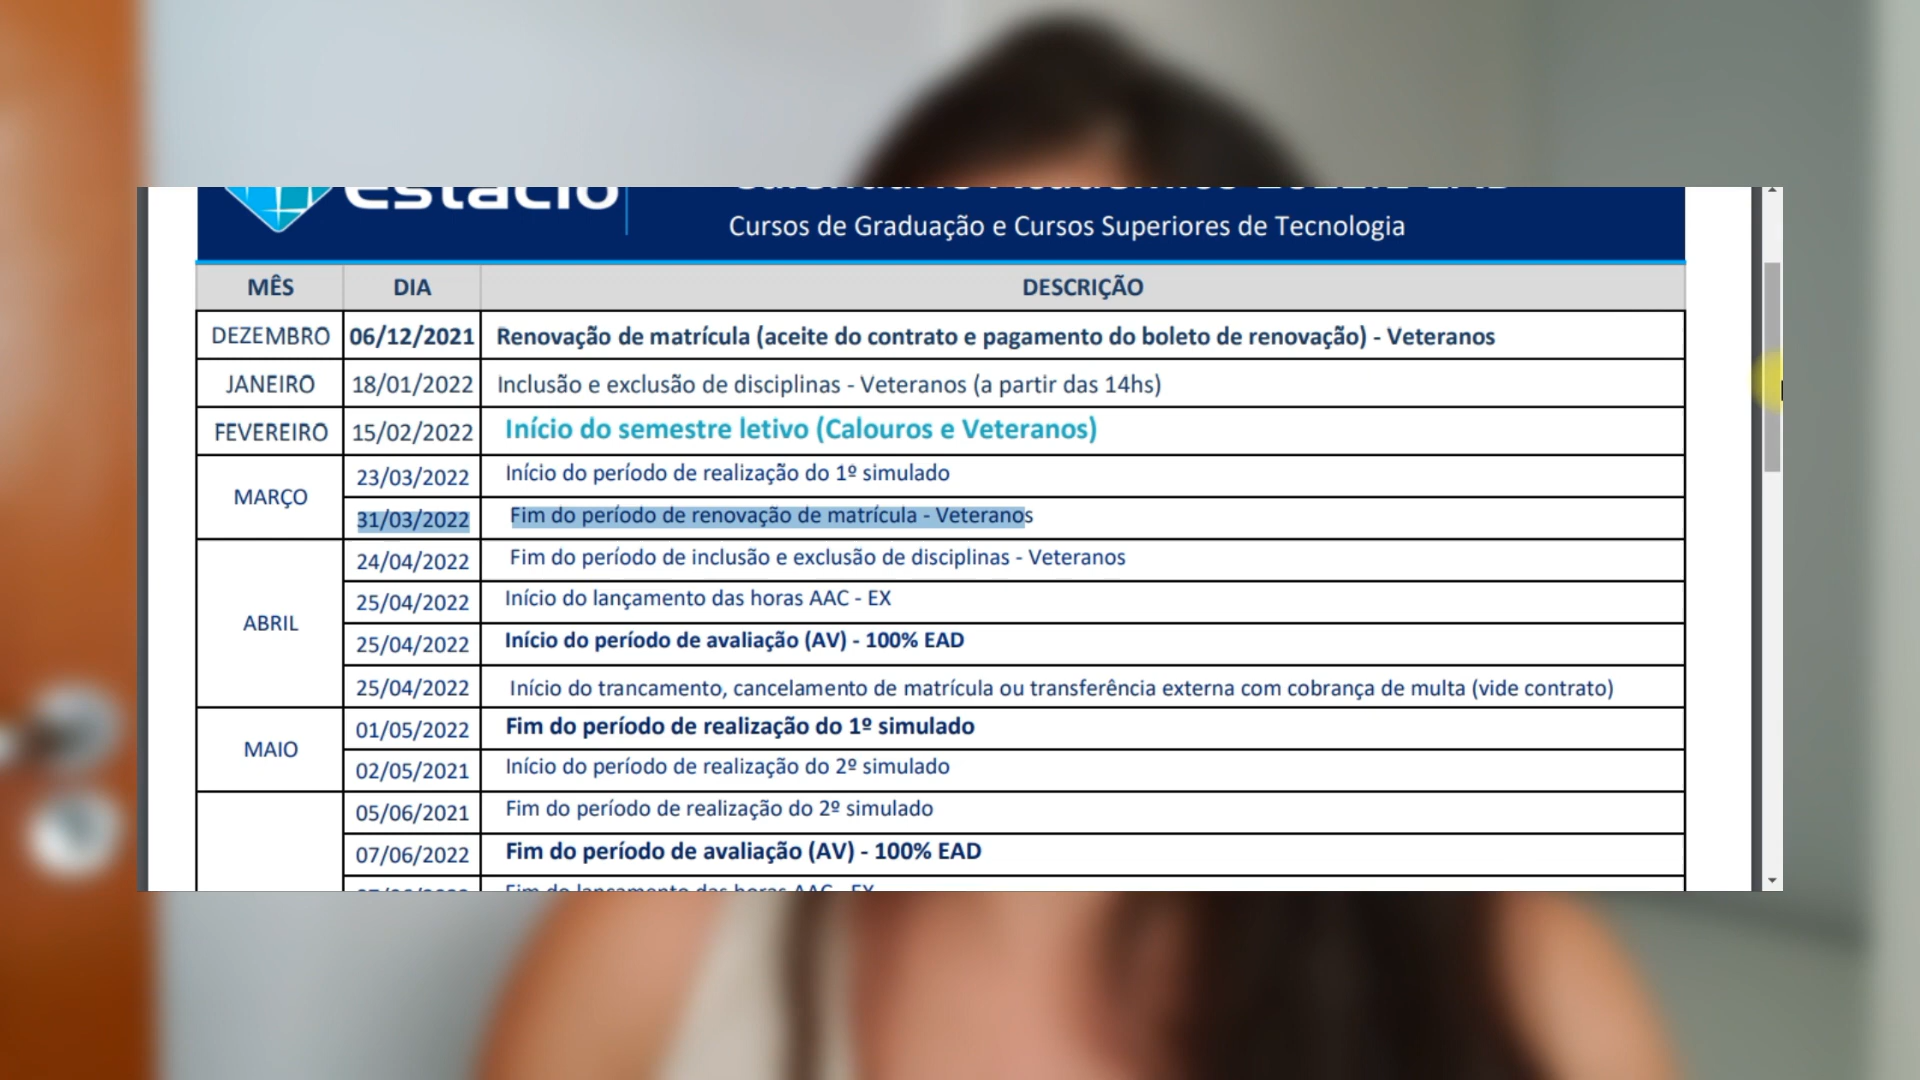 estácio
Cursos de Graduação e Cursos Superiores de Tecnologia
MÊS DIA DESCRIÇÃO
DEZEMBRO 06/12/2021 Renovação de matrícula (aceite do contrato e pagamento do boleto de renovação) - Veteranos
JANEIRO 18/01/2022 Inclusão e exclusão de disciplinas - Veteranos (a partir das 14hs)
FEVEREIRO 15/02/2022 Início do semestre letivo (Calouros e Veteranos)
MARÇO 23/03/2022 Início do período de realização do 1º simulado
31/03/2022 Fim do período de renovação de matrícula - Veteranos
ABRIL 24/04/2022 Fim do período de inclusão e exclusão de disciplinas - Veteranos
25/04/2022 Início do lançamento das horas AAC - EX
25/04/2022 Início do período de avaliação (AV) - 100% EAD
25/04/2022 Início do trancamento, cancelamento de matrícula ou transferência externa com cobrança de multa (vide contrato)
MAIO 01/05/2022 Fim do período de realização do 1º simulado
02/05/2021 Início do período de realização do 2º simulado
05/06/2021 Fim do período de realização do 2º simulado
07/06/2022 Fim do período de avaliação (AV) - 100% EAD
Fim do lançamento das horas AAC - EX